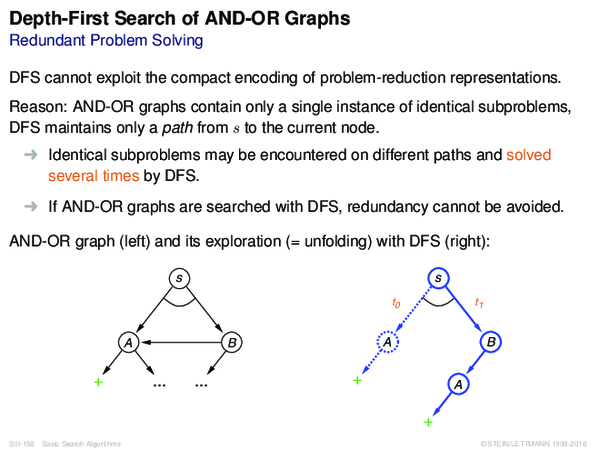 Depth-First Search of AND-OR Graphs
Redundant Problem Solving
DFS cannot exploit the compact encoding of problem-reduction representations.
Reason: AND-OR graphs contain only a single instance of identical subproblems,
DFS maintains only a path from s to the current node.
➜ Identical subproblems may be encountered on different paths and solved
several times by DFS.
➜ If AND-OR graphs are searched with DFS, redundancy cannot be avoided.
AND-OR graph (left) and its exploration (= unfolding) with DFS (right):
s s
t0 t1
A B A B
+ ... ... + A
+
S:II-158 Basic Search Algorithms ©STEIN/LETTMANN 1998-2018